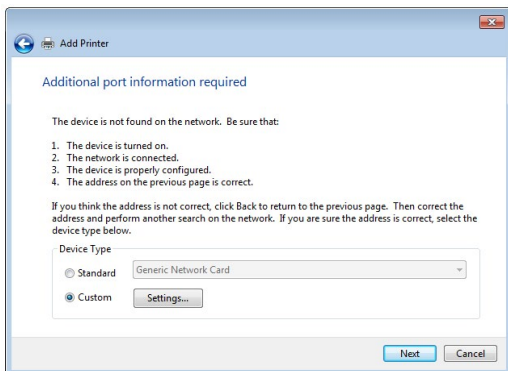 Add Printer
Additional port information required
The device is not found on the network.  Be sure that:
1.  The device is turned on.
2.  The network is connected.
3.  The device is properly configured.
4.  The address on the previous page is correct.
If you think the address is not correct, click Back to return to the previous page.  Then correct the
address and perform another search on the network.  If you are sure the address is correct, select the
device type below.
Device Type
Standard
Generic Network Card
Custom
Settings...
Next
Cancel